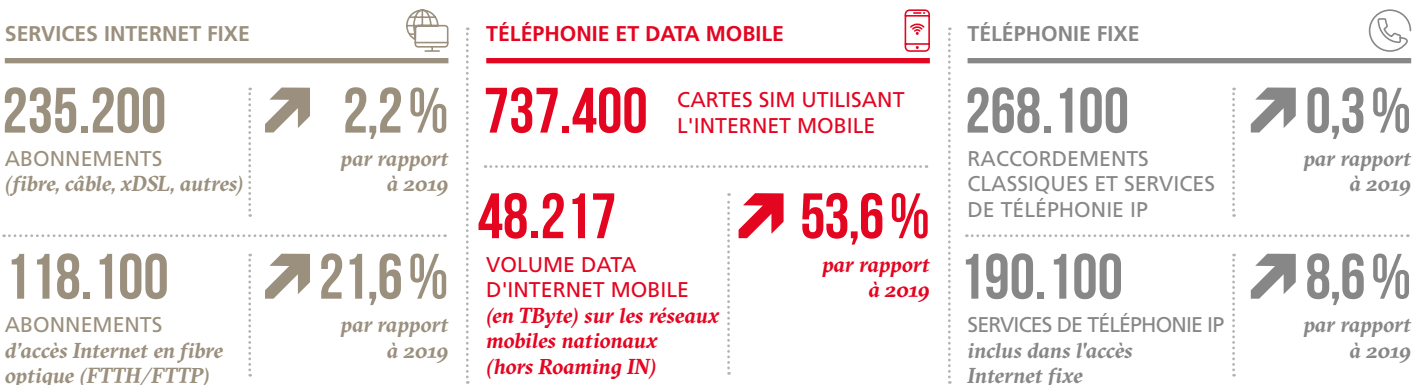 SERVICES INTERNET FIXE
235.200
ABONNEMENTS
(fibre, câble, xDSL, autres)
2,2 %
par rapport
à 2019
118.100
ABONNEMENTS
d'accès Internet en fibre
optique (FTTH/FTTP)
21,6 %
par rapport
à 2019
TÉLÉPHONIE ET DATA MOBILE
737.400
CARTES SIM UTILISANT
L'INTERNET MOBILE
48.217
VOLUME DATA
D'INTERNET MOBILE
(en TByte) sur les réseaux
mobiles nationaux
(hors Roaming IN)
53,6 %
par rapport
à 2019
TÉLÉPHONIE FIXE
268.100
RACCORDEMENTS
CLASSIQUES ET SERVICES
DE TÉLÉPHONIE IP
0,3 %
par rapport
à 2019
190.100
SERVICES DE TÉLÉPHONIE IP
inclus dans l'accès
Internet fixe
8,6 %
par rapport
à 2019